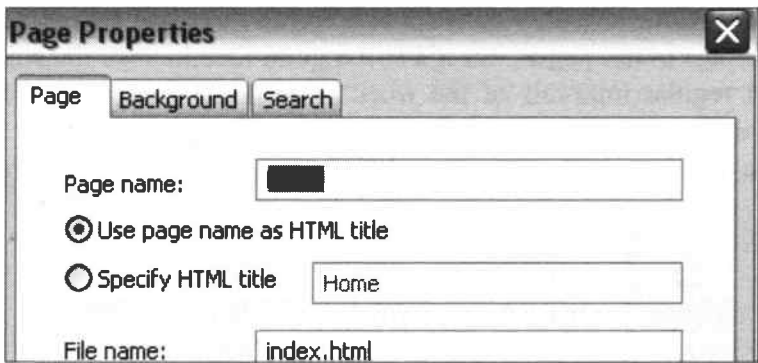 Page Properties
Page Background Search
Page name:
Use page name as HTML title
Specify HTML title Home
File name: index.html